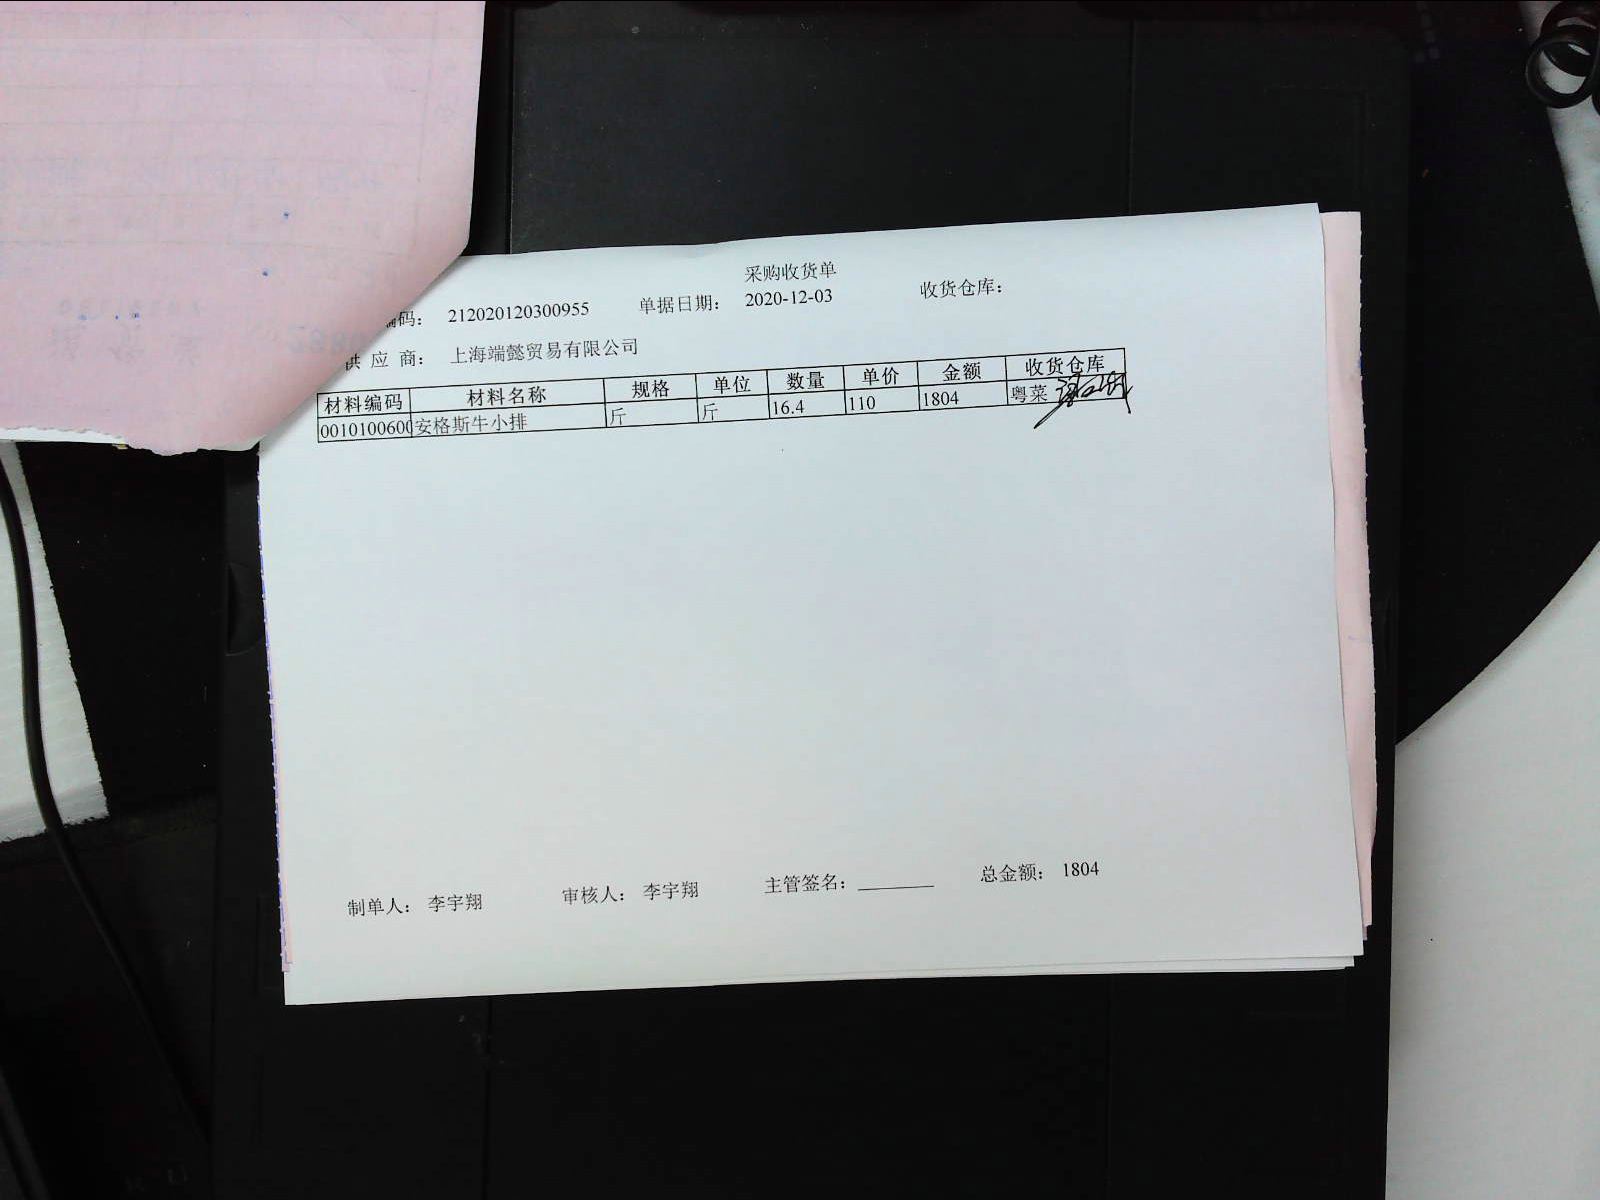 采购收货单
编码： 212020120300955 单据日期： 2020-12-03 收货仓库：
供 应 商： 上海端懿贸易有限公司
材料编码 材料名称 规格 单位 数量 单价 金额 收货仓库
0010100600 安格斯牛小排 斤 斤 16.4 110 1804 粤菜
制单人： 李宇翔 审核人： 李宇翔 主管签名： 总金额： 1804